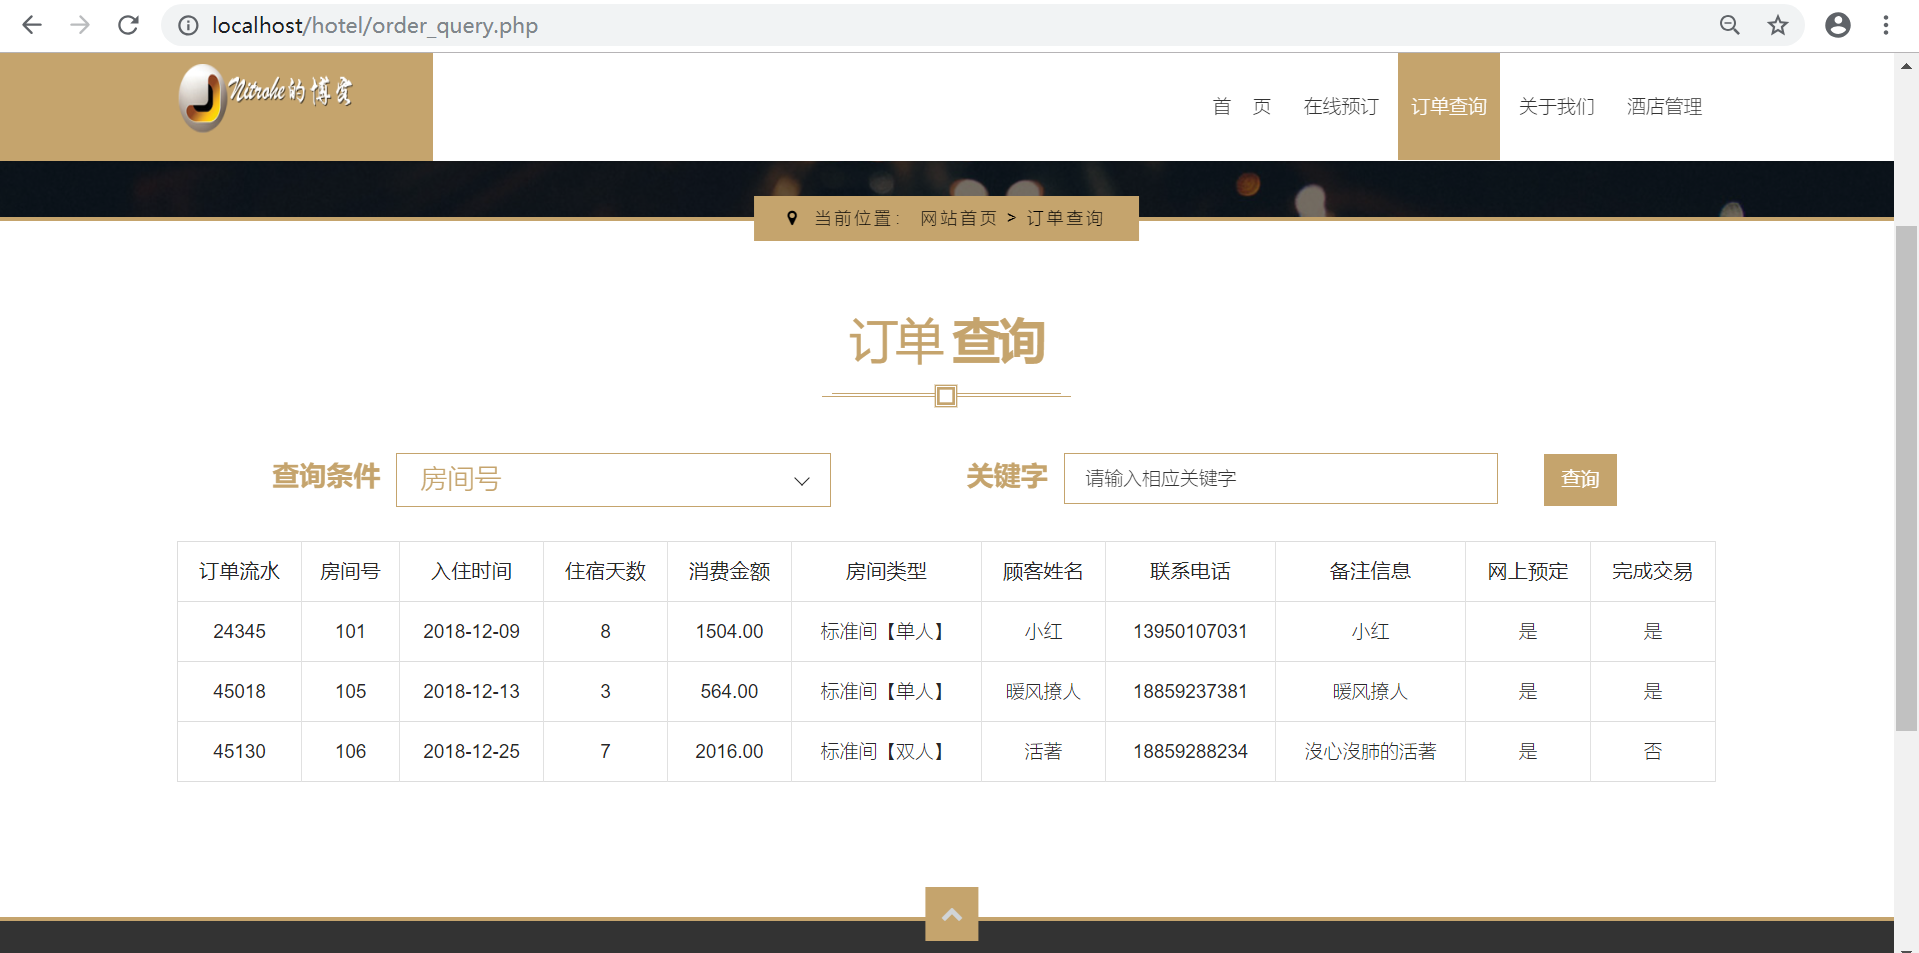 localhost/hotel/order_query.php
Nitrohe的博客
首 页 在线预订 订单查询 关于我们 酒店管理
当前位置： 网站首页 > 订单查询
订单 查询
查询条件 房间号 关键字 请输入相应关键字 查询
订单流水 房间号 入住时间 住宿天数 消费金额 房间类型 顾客姓名 联系电话 备注信息 网上预定 完成交易
24345 101 2018-12-09 8 1504.00 标准间【单人】 小红 13950107031 小红 是 是
45018 105 2018-12-13 3 564.00 标准间【单人】 暖风撩人 18859237381 暖风撩人 是 是
45130 106 2018-12-25 7 2016.00 标准间【双人】 活著 18859288234 沒心沒肺的活著 是 否